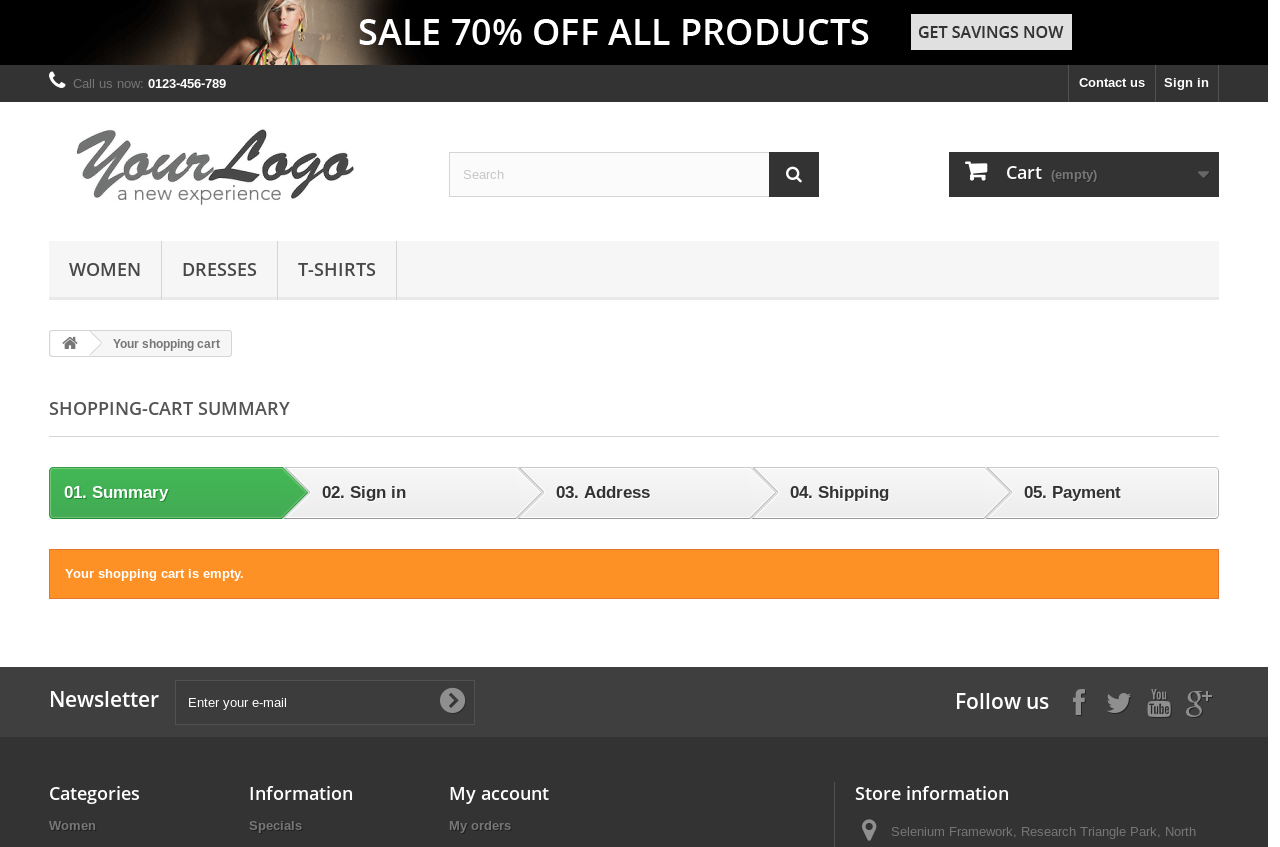 SALE 70% OFF ALL PRODUCTS GET SAVINGS NOW
Call us now: 0123-456-789 Contact us Sign in
YourLogo
a new experience
Search
Cart (empty)
WOMEN DRESSES T-SHIRTS
Your shopping cart
SHOPPING-CART SUMMARY
01. Summary 02. Sign in 03. Address 04. Shipping 05. Payment
Your shopping cart is empty.
Newsletter Enter your e-mail Follow us
You Tube g+
Categories Information My account Store information
Women Specials My orders
Selenium Framework, Research Triangle Park, North